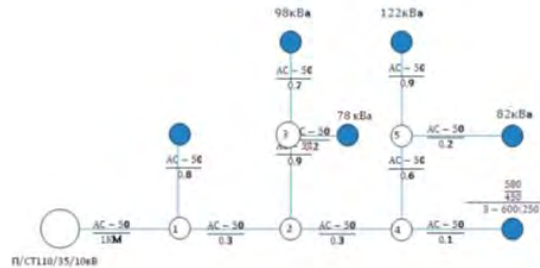 98кВа
122кВа
АС – 50
0.7
АС – 50
0.9
78 кВа
82кВа
3
АС – 50
5
АС – 50
0.2
АС – 50
0.8
0.9
АС – 50
0.6
580
450
3 – 600(250
АС – 50
1
АС – 50
0.3
2
АС – 50
0.3
4
АС – 50
0.1
П/СТ110/35/10кВ